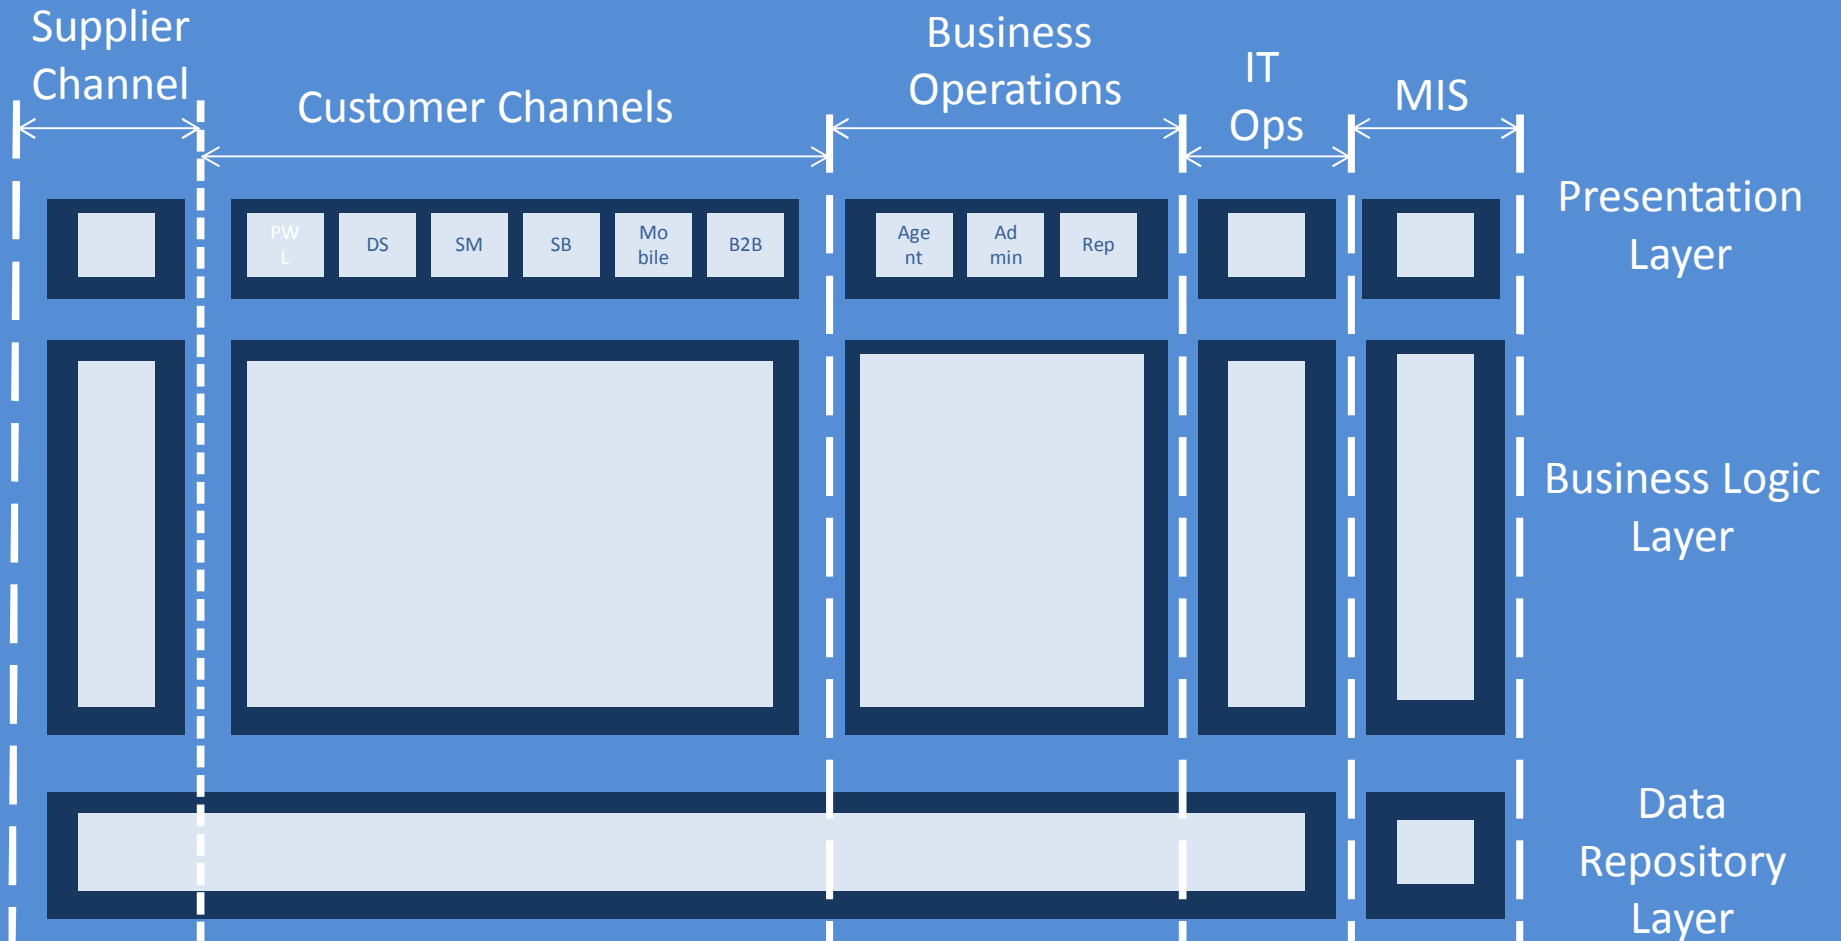 Supplier
Channel
Customer Channels
Business
Operations
IT
Ops
MIS
PW
L
DS
SM
SB
Mo
bile
B2B
Age
nt
Ad
min
Rep
Presentation
Layer
Business Logic
Layer
Data
Repository
Layer